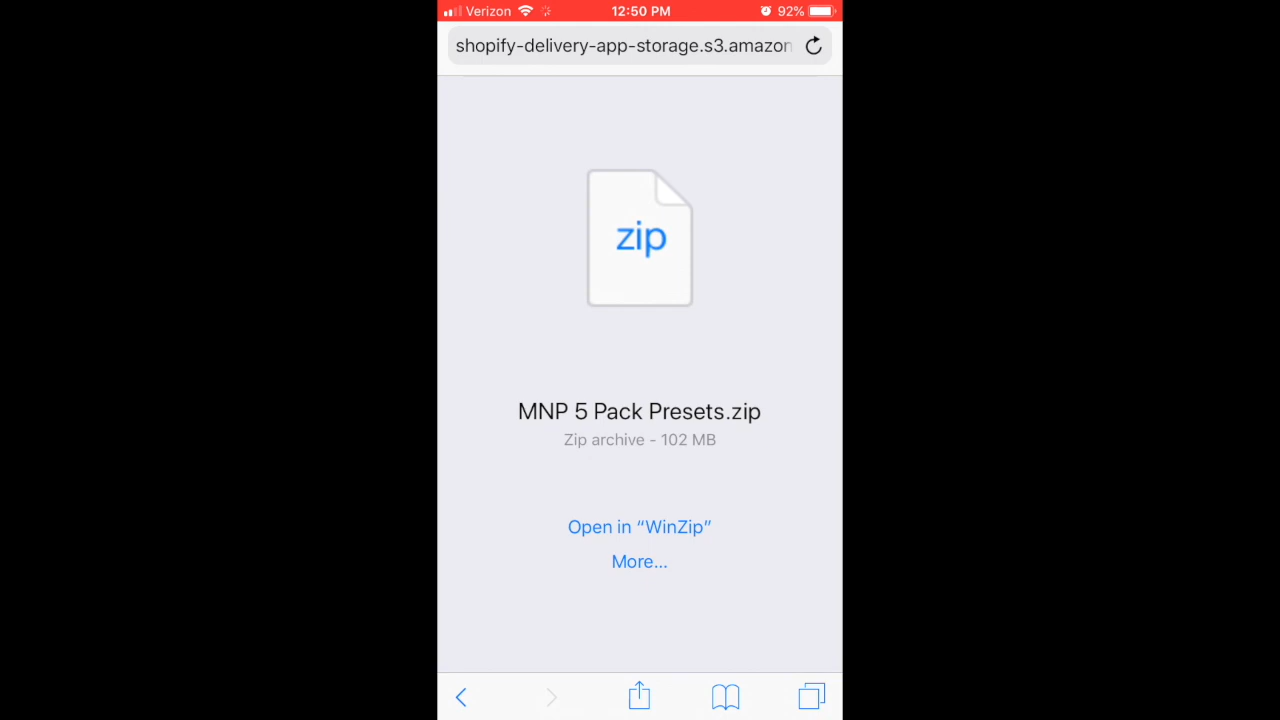 Verizon 12:50 PM 92%
shopify-delivery-app-storage.s3.amazon
zip
MNP 5 Pack Presets.zip
Zip archive - 102 MB
Open in “WinZip”
More...